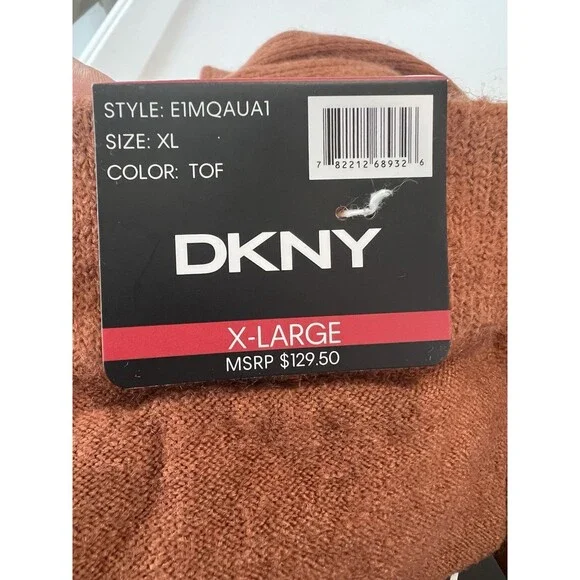 STYLE: E1MQAUA1
SIZE: XL
COLOR: TOF
7 82212 68932 6
DKNY
X-LARGE
MSRP $129.50